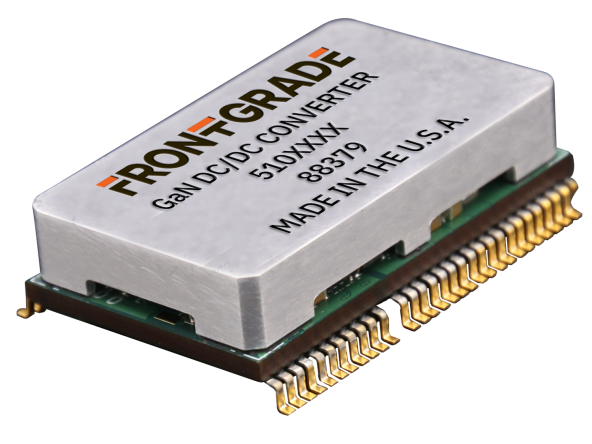 FRONTGRADE
GaN DC/DC CONVERTER
510XXXX
88379
MADE IN THE U.S.A.